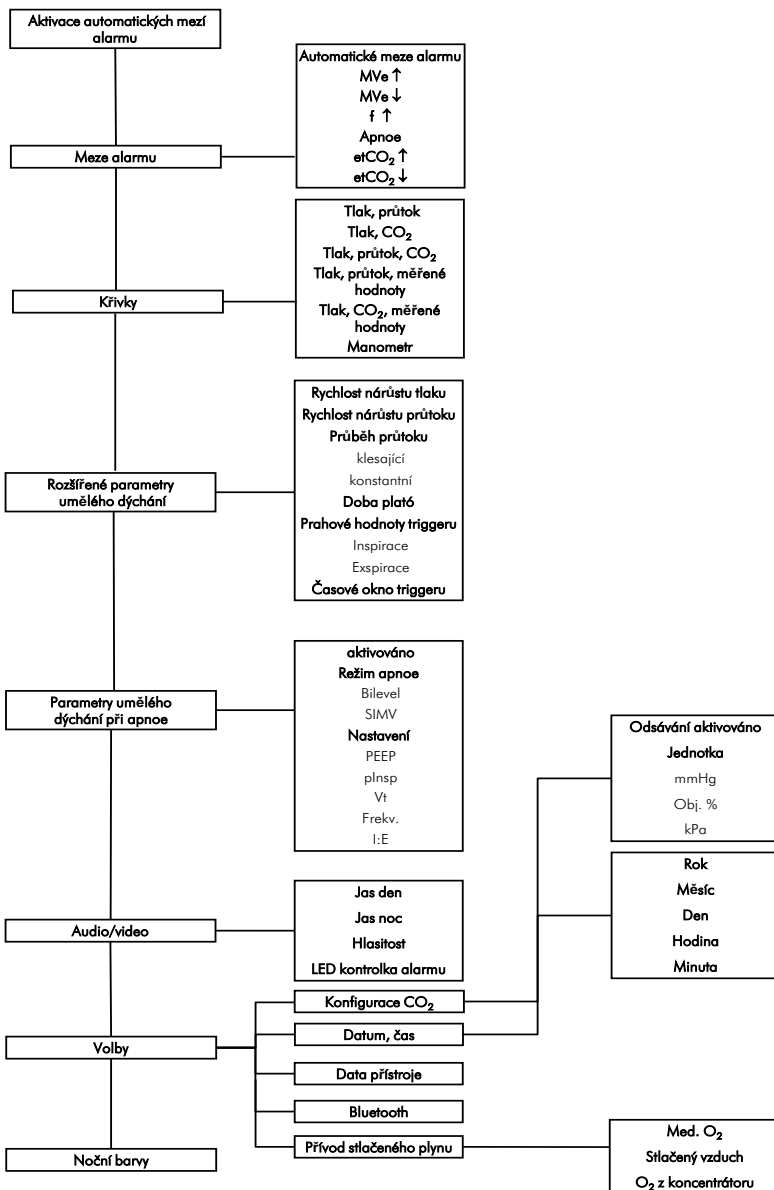 Aktivace automatických mezí
alarmu
Automatické meze alarmu
MVe ↑
MVe ↓
f ↑
Apnoe
etCO₂ ↑
etCO₂ ↓
Meze alarmu
Tlak, průtok
Tlak, CO₂
Tlak, průtok, CO₂
Tlak, průtok, měřené
hodnoty
Tlak, CO₂, měřené
hodnoty
Manometr
Křivky
Rychlost nárůstu tlaku
Rychlost nárůstu průtoku
Průběh průtoku
klesající
konstantní
Doba plató
Prahové hodnoty triggeru
Inspirace
Exspirace
Časové okno triggeru
Rozšířené parametry
umělého dýchání
aktivováno
Režim apnoe
Bilevel
SIMV
Nastavení
PEEP
pInsp
Vt
Frekv.
I:E
Parametry umělého
dýchání při apnoe
Odsávání aktivováno
Jednotka
mmHg
Obj. %
kPa
Rok
Měsíc
Den
Hodina
Minuta
Jas den
Jas noc
Hlasitost
LED kontrolka alarmu
Audio/video
Konfigurace CO₂
Datum, čas
Volby
Data přístroje
Bluetooth
Přívod stlačeného plynu
Noční barvy
Med. O₂
Stlačený vzduch
O₂ z koncentrátoru